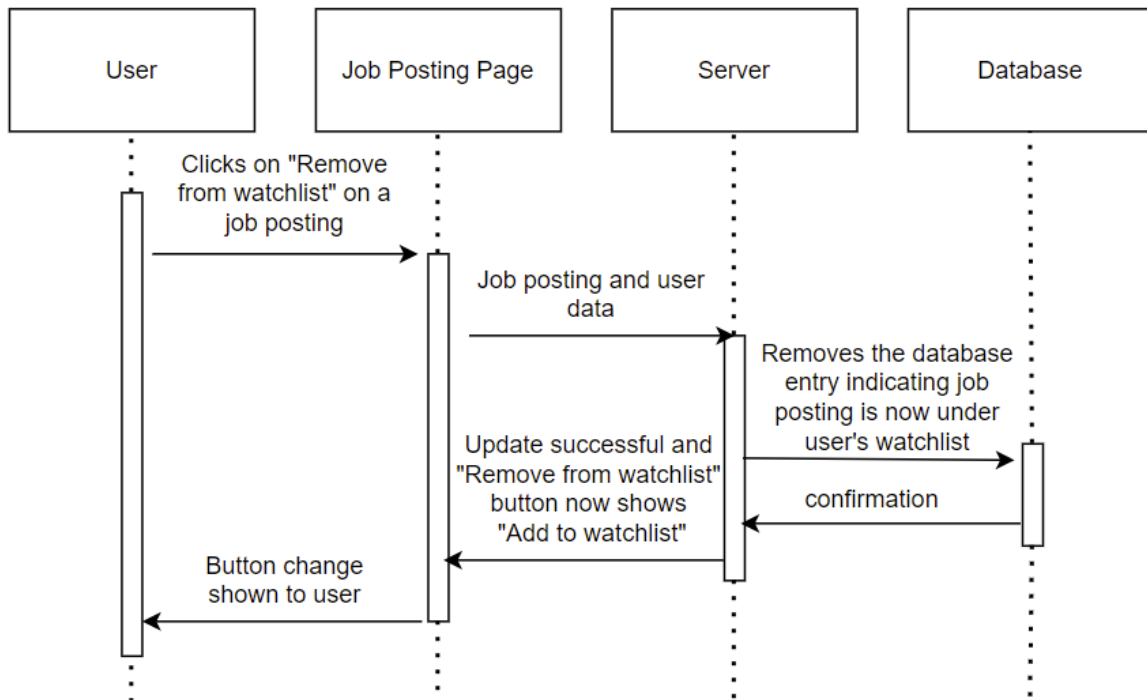 User
Job Posting Page
Server
Database
Clicks on "Remove
from watchlist" on a
job posting
Job posting and user
data
Removes the database
entry indicating job
posting is now under
user's watchlist
Update successful and
"Remove from watchlist"
button now shows
"Add to watchlist"
confirmation
Button change
shown to user